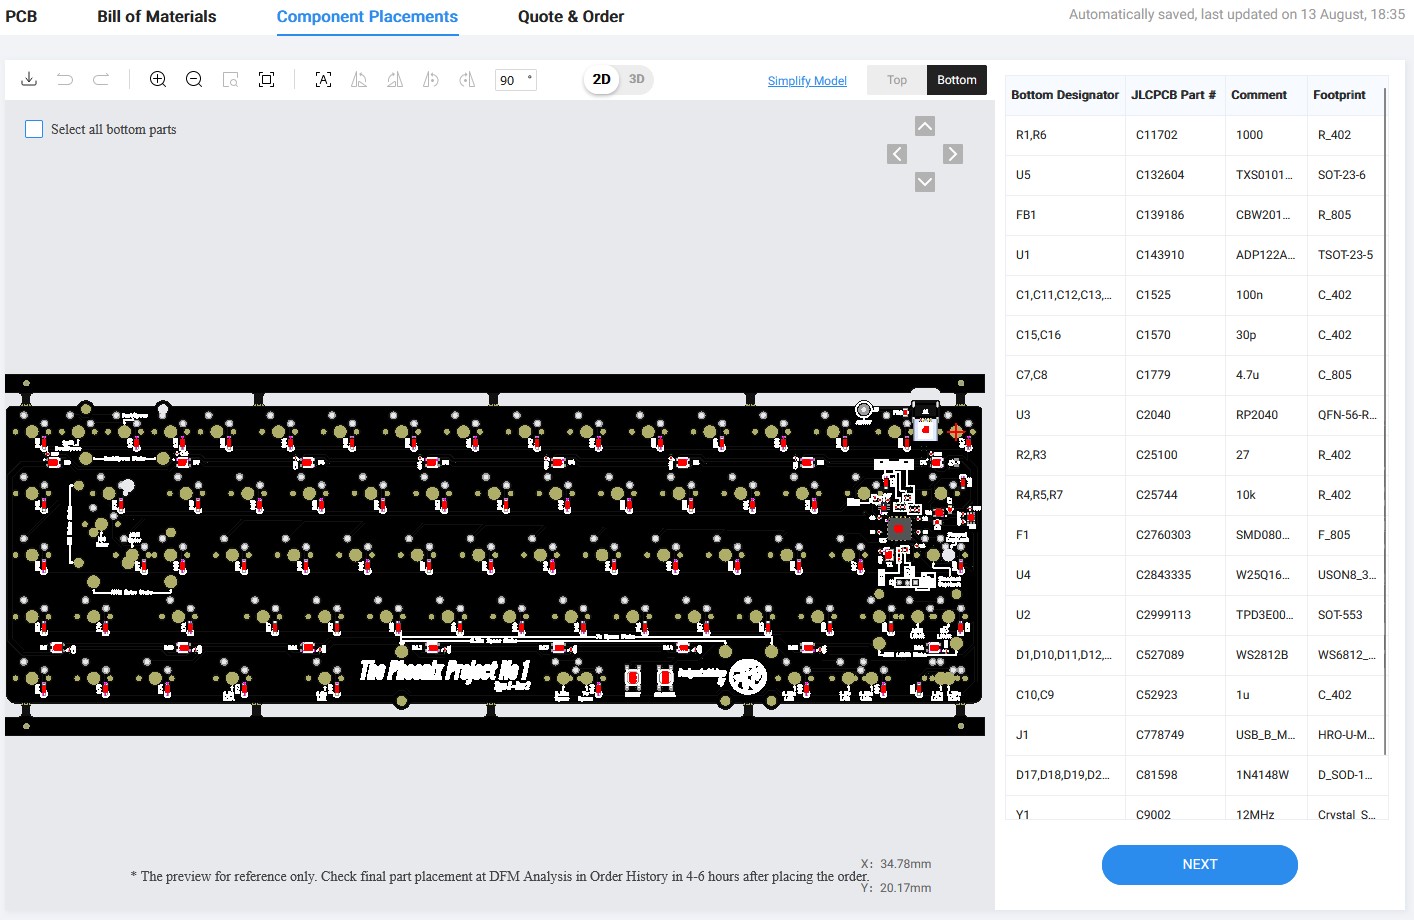 PCB
Bill of Materials
Component Placements
Quote & Order
Automatically saved, last updated on 13 August, 18:35
90 °
2D
3D
Simplify Model
Top
Bottom
Select all bottom parts
The Phoenix Project No 1
X: 34.78mm
* The preview for reference only. Check final part placement at DFM Analysis in Order History in 4-6 hours after placing the order.
Y: 20.17mm
Bottom Designator JLCPCB Part # Comment Footprint
R1,R6 C11702 1000 R_402
U5 C132604 TXS0101... SOT-23-6
FB1 C139186 CBW201... R_805
U1 C143910 ADP122A... TSOT-23-5
C1,C11,C12,C13,... C1525 100n C_402
C15,C16 C1570 30p C_402
C7,C8 C1779 4.7u C_805
U3 C2040 RP2040 QFN-56-R...
R2,R3 C25100 27 R_402
R4,R5,R7 C25744 10k R_402
F1 C2760303 SMD080... F_805
U4 C2843335 W25Q16... USON8_3...
U2 C2999113 TPD3E00... SOT-553
D1,D10,D11,D12,... C527089 WS2812B WS6812_...
C10,C9 C52923 1u C_402
J1 C778749 USB_B_M... HRO-U-M...
D17,D18,D19,D2... C81598 1N4148W D_SOD-1...
Y1 C9002 12MHz Crystal_S...
NEXT